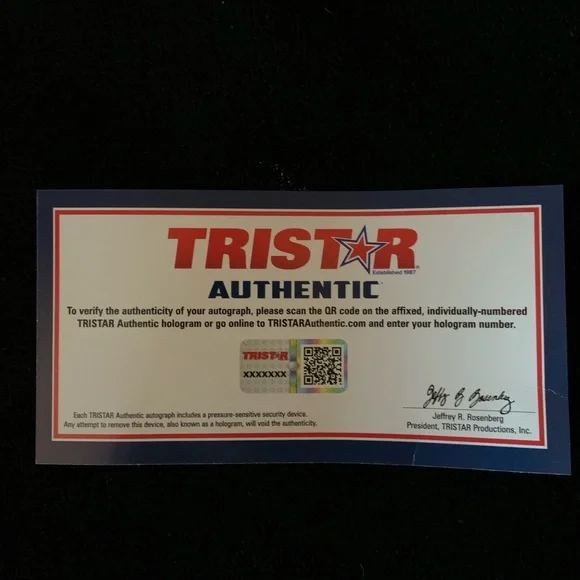 TRISTAR
Established 1987
AUTHENTIC
To verify the authenticity of your autograph, please scan the QR code on the affixed, individually-numbered
TRISTAR Authentic hologram or go online to TRISTARAuthentic.com and enter your hologram number.
TRISTAR
XXXXXXX
Jeffrey R. Rosenberg
Each TRISTAR Authentic autograph includes a pressure-sensitive security device.
Any attempt to remove this device, also known as a hologram, will void the authenticity.
Jeffrey R. Rosenberg
President, TRISTAR Productions, Inc.